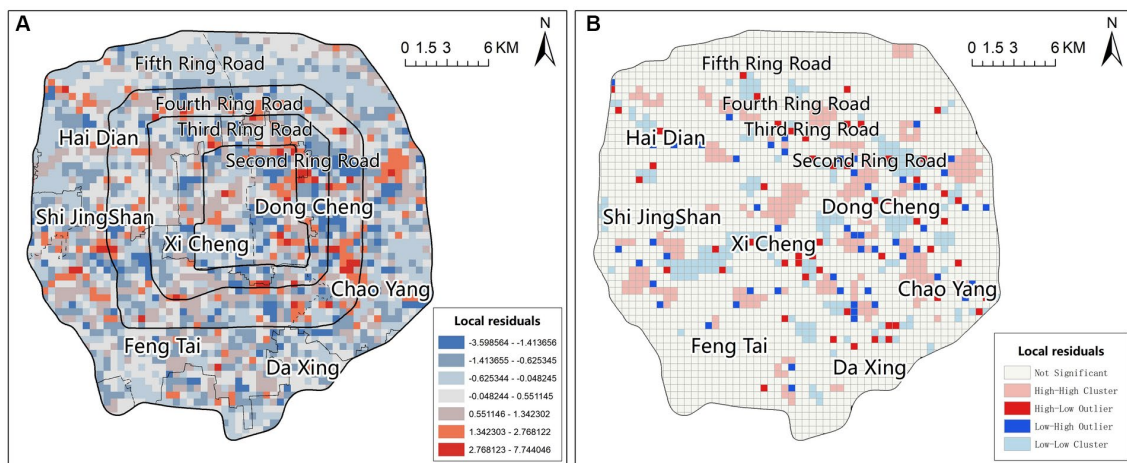 A
N
0 1.5 3 6 KM
Fifth Ring Road
Fourth Ring Road
Third Ring Road
Hai Dian
Second Ring Road
Shi JingShan
Dong Cheng
Xi Cheng
Chao Yang
Feng Tai
Da Xing
Local residuals
-3.598564 - -1.413656
-1.413655 - -0.625345
-0.625344 - -0.048245
-0.048244 - 0.551145
0.551146 - 1.342302
1.342303 - 2.768122
2.768123 - 7.744046
B
N
0 1.5 3 6 KM
Fifth Ring Road
Fourth Ring Road
Third Ring Road
Hai Dian
Second Ring Road
Shi JingShan
Dong Cheng
Xi Cheng
Chao Yang
Feng Tai
Da Xing
Local residuals
Not Significant
High-High Cluster
High-Low Outlier
Low-High Outlier
Low-Low Cluster